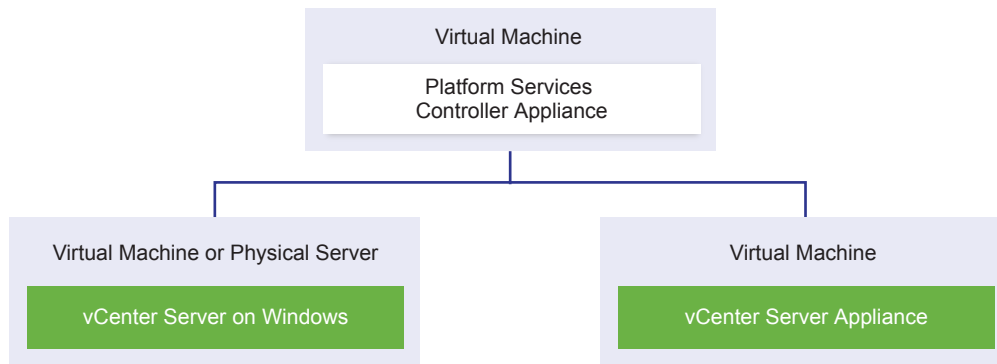 Virtual Machine
Platform Services
Controller Appliance
Virtual Machine or Physical Server
vCenter Server on Windows
Virtual Machine
vCenter Server Appliance